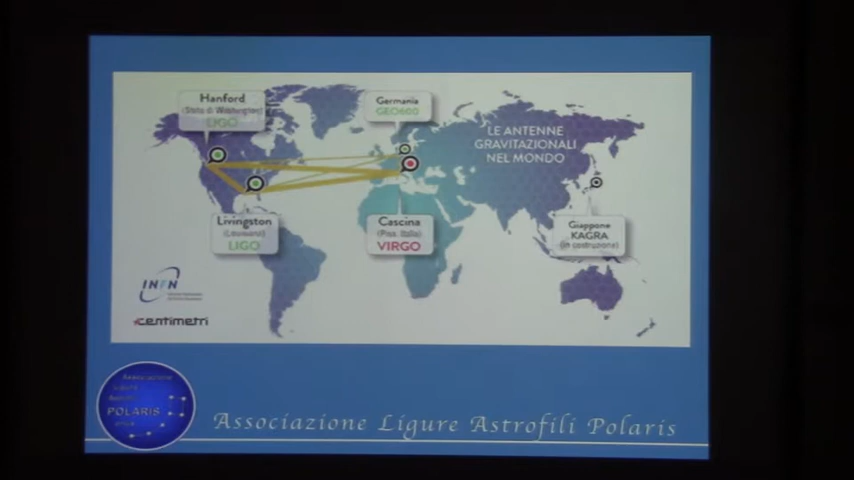 Hanford
(Stato di Washington)
LIGO
Germania
GEO600
LE ANTENNE
GRAVITAZIONALI
NEL MONDO
Livingston
(Louisiana)
LIGO
Cascina
(Pisa, Italia)
VIRGO
Giappone
KAGRA
(in costruzione)
INFN
centimetri
Associazione
POLARIS
Associazione Ligure Astrofili Polaris